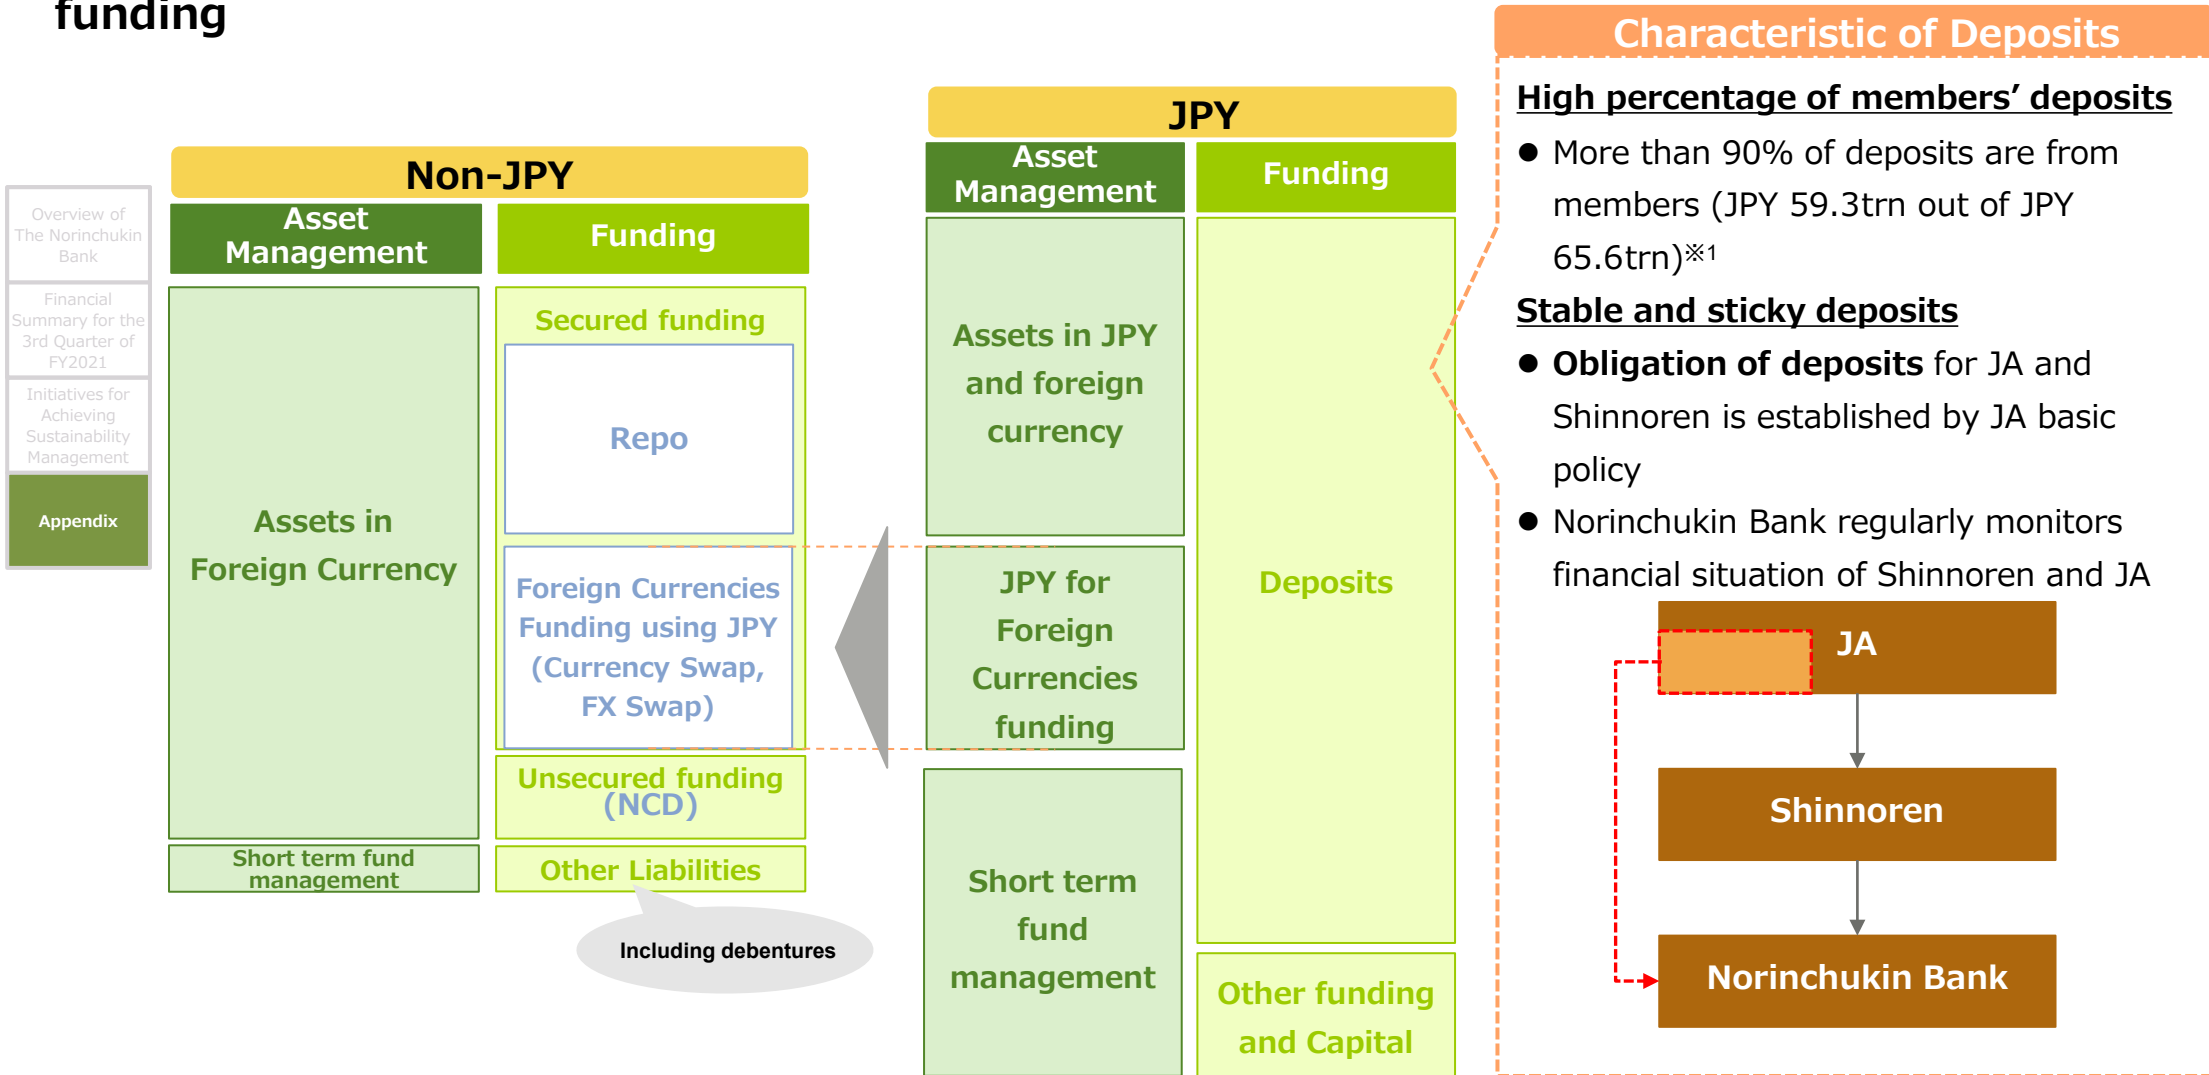 funding
Overview of
The Norinchukin
Bank
Financial
Summary for the
3rd Quarter of
FY2021
Initiatives for
Achieving
Sustainability
Management
Appendix
Non-JPY
Asset
Management
Funding
Assets in
Foreign Currency
Short term fund
management
Secured funding
Repo
Foreign Currencies
Funding using JPY
(Currency Swap,
FX Swap)
Unsecured funding
(NCD)
Other Liabilities
Including debentures
JPY
Asset
Management
Funding
Assets in JPY
and foreign
currency
JPY for
Foreign
Currencies
funding
Short term
fund
management
Deposits
Other funding
and Capital
Characteristic of Deposits
High percentage of members’ deposits
● More than 90% of deposits are from
members (JPY 59.3trn out of JPY
65.6trn)※1
Stable and sticky deposits
● Obligation of deposits for JA and
Shinnoren is established by JA basic
policy
● Norinchukin Bank regularly monitors
financial situation of Shinnoren and JA
JA
Shinnoren
Norinchukin Bank